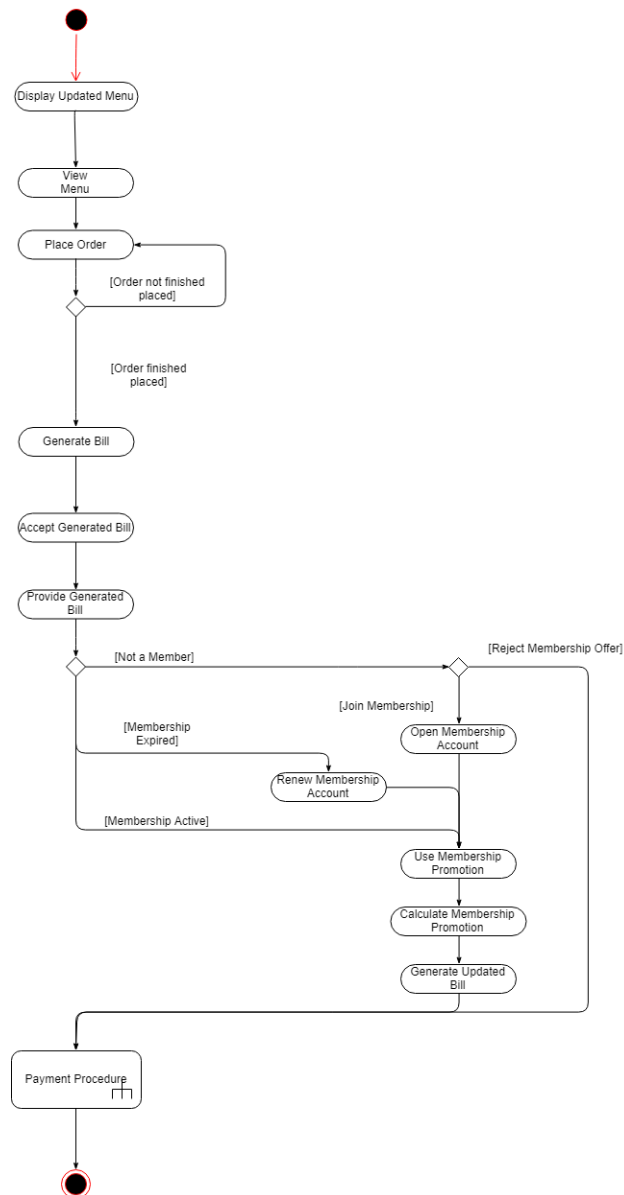 Display Updated Menu
View
Menu
Place Order
[Order not finished
placed]
[Order finished
placed]
Generate Bill
Accept Generated Bill
Provide Generated
Bill
[Not a Member]
[Reject Membership Offer]
[Join Membership]
[Membership
Expired]
Open Membership
Account
Renew Membership
Account
[Membership Active]
Use Membership
Promotion
Calculate Membership
Promotion
Generate Updated
Bill
Payment Procedure